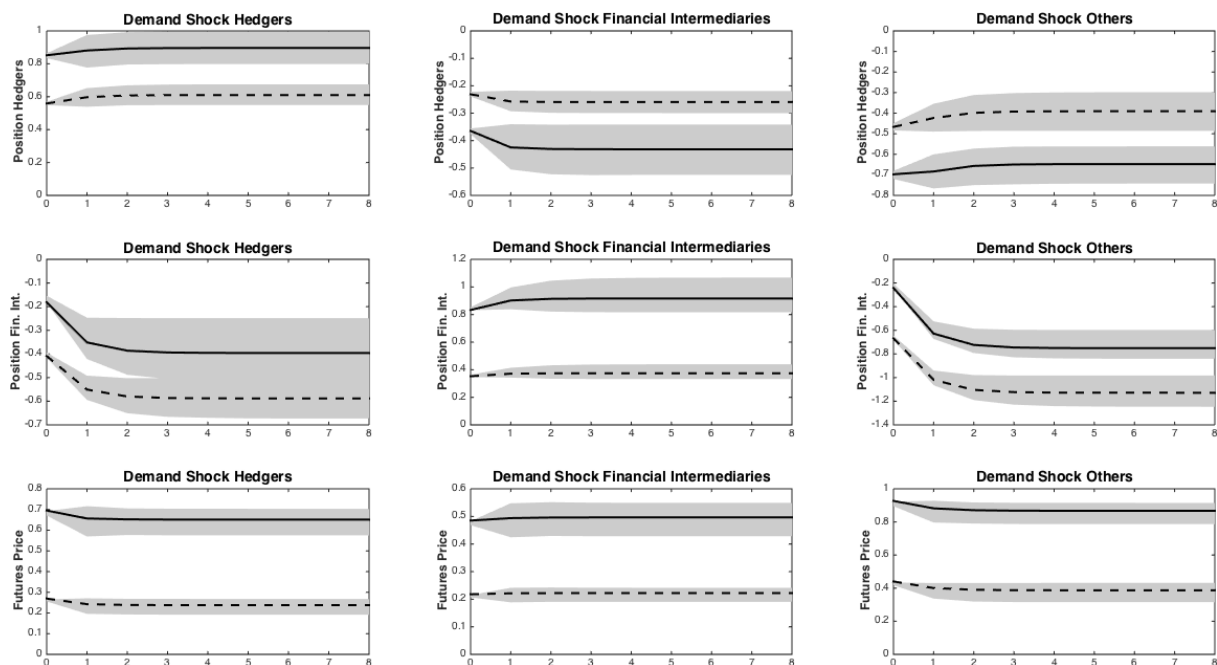 Demand Shock Hedgers
Position Hedgers
1
0.8
0.6
0.4
0.2
0
0 1 2 3 4 5 6 7 8
Demand Shock Financial Intermediaries
Position Hedgers
0
-0.1
-0.2
-0.3
-0.4
-0.5
-0.6
0 1 2 3 4 5 6 7 8
Demand Shock Others
Position Hedgers
0
-0.1
-0.2
-0.3
-0.4
-0.5
-0.6
-0.7
-0.8
0 1 2 3 4 5 6 7 8
Demand Shock Hedgers
Position Fin. Int.
0
-0.1
-0.2
-0.3
-0.4
-0.5
-0.6
-0.7
0 1 2 3 4 5 6 7 8
Demand Shock Financial Intermediaries
Position Fin. Int.
1.2
1
0.8
0.6
0.4
0.2
0
0 1 2 3 4 5 6 7 8
Demand Shock Others
Position Fin. Int.
0
-0.2
-0.4
-0.6
-0.8
-1
-1.2
-1.4
0 1 2 3 4 5 6 7 8
Demand Shock Hedgers
Futures Price
0.8
0.7
0.6
0.5
0.4
0.3
0.2
0.1
0
0 1 2 3 4 5 6 7 8
Demand Shock Financial Intermediaries
Futures Price
0.6
0.5
0.4
0.3
0.2
0.1
0
0 1 2 3 4 5 6 7 8
Demand Shock Others
Futures Price
1
0.8
0.6
0.4
0.2
0
0 1 2 3 4 5 6 7 8